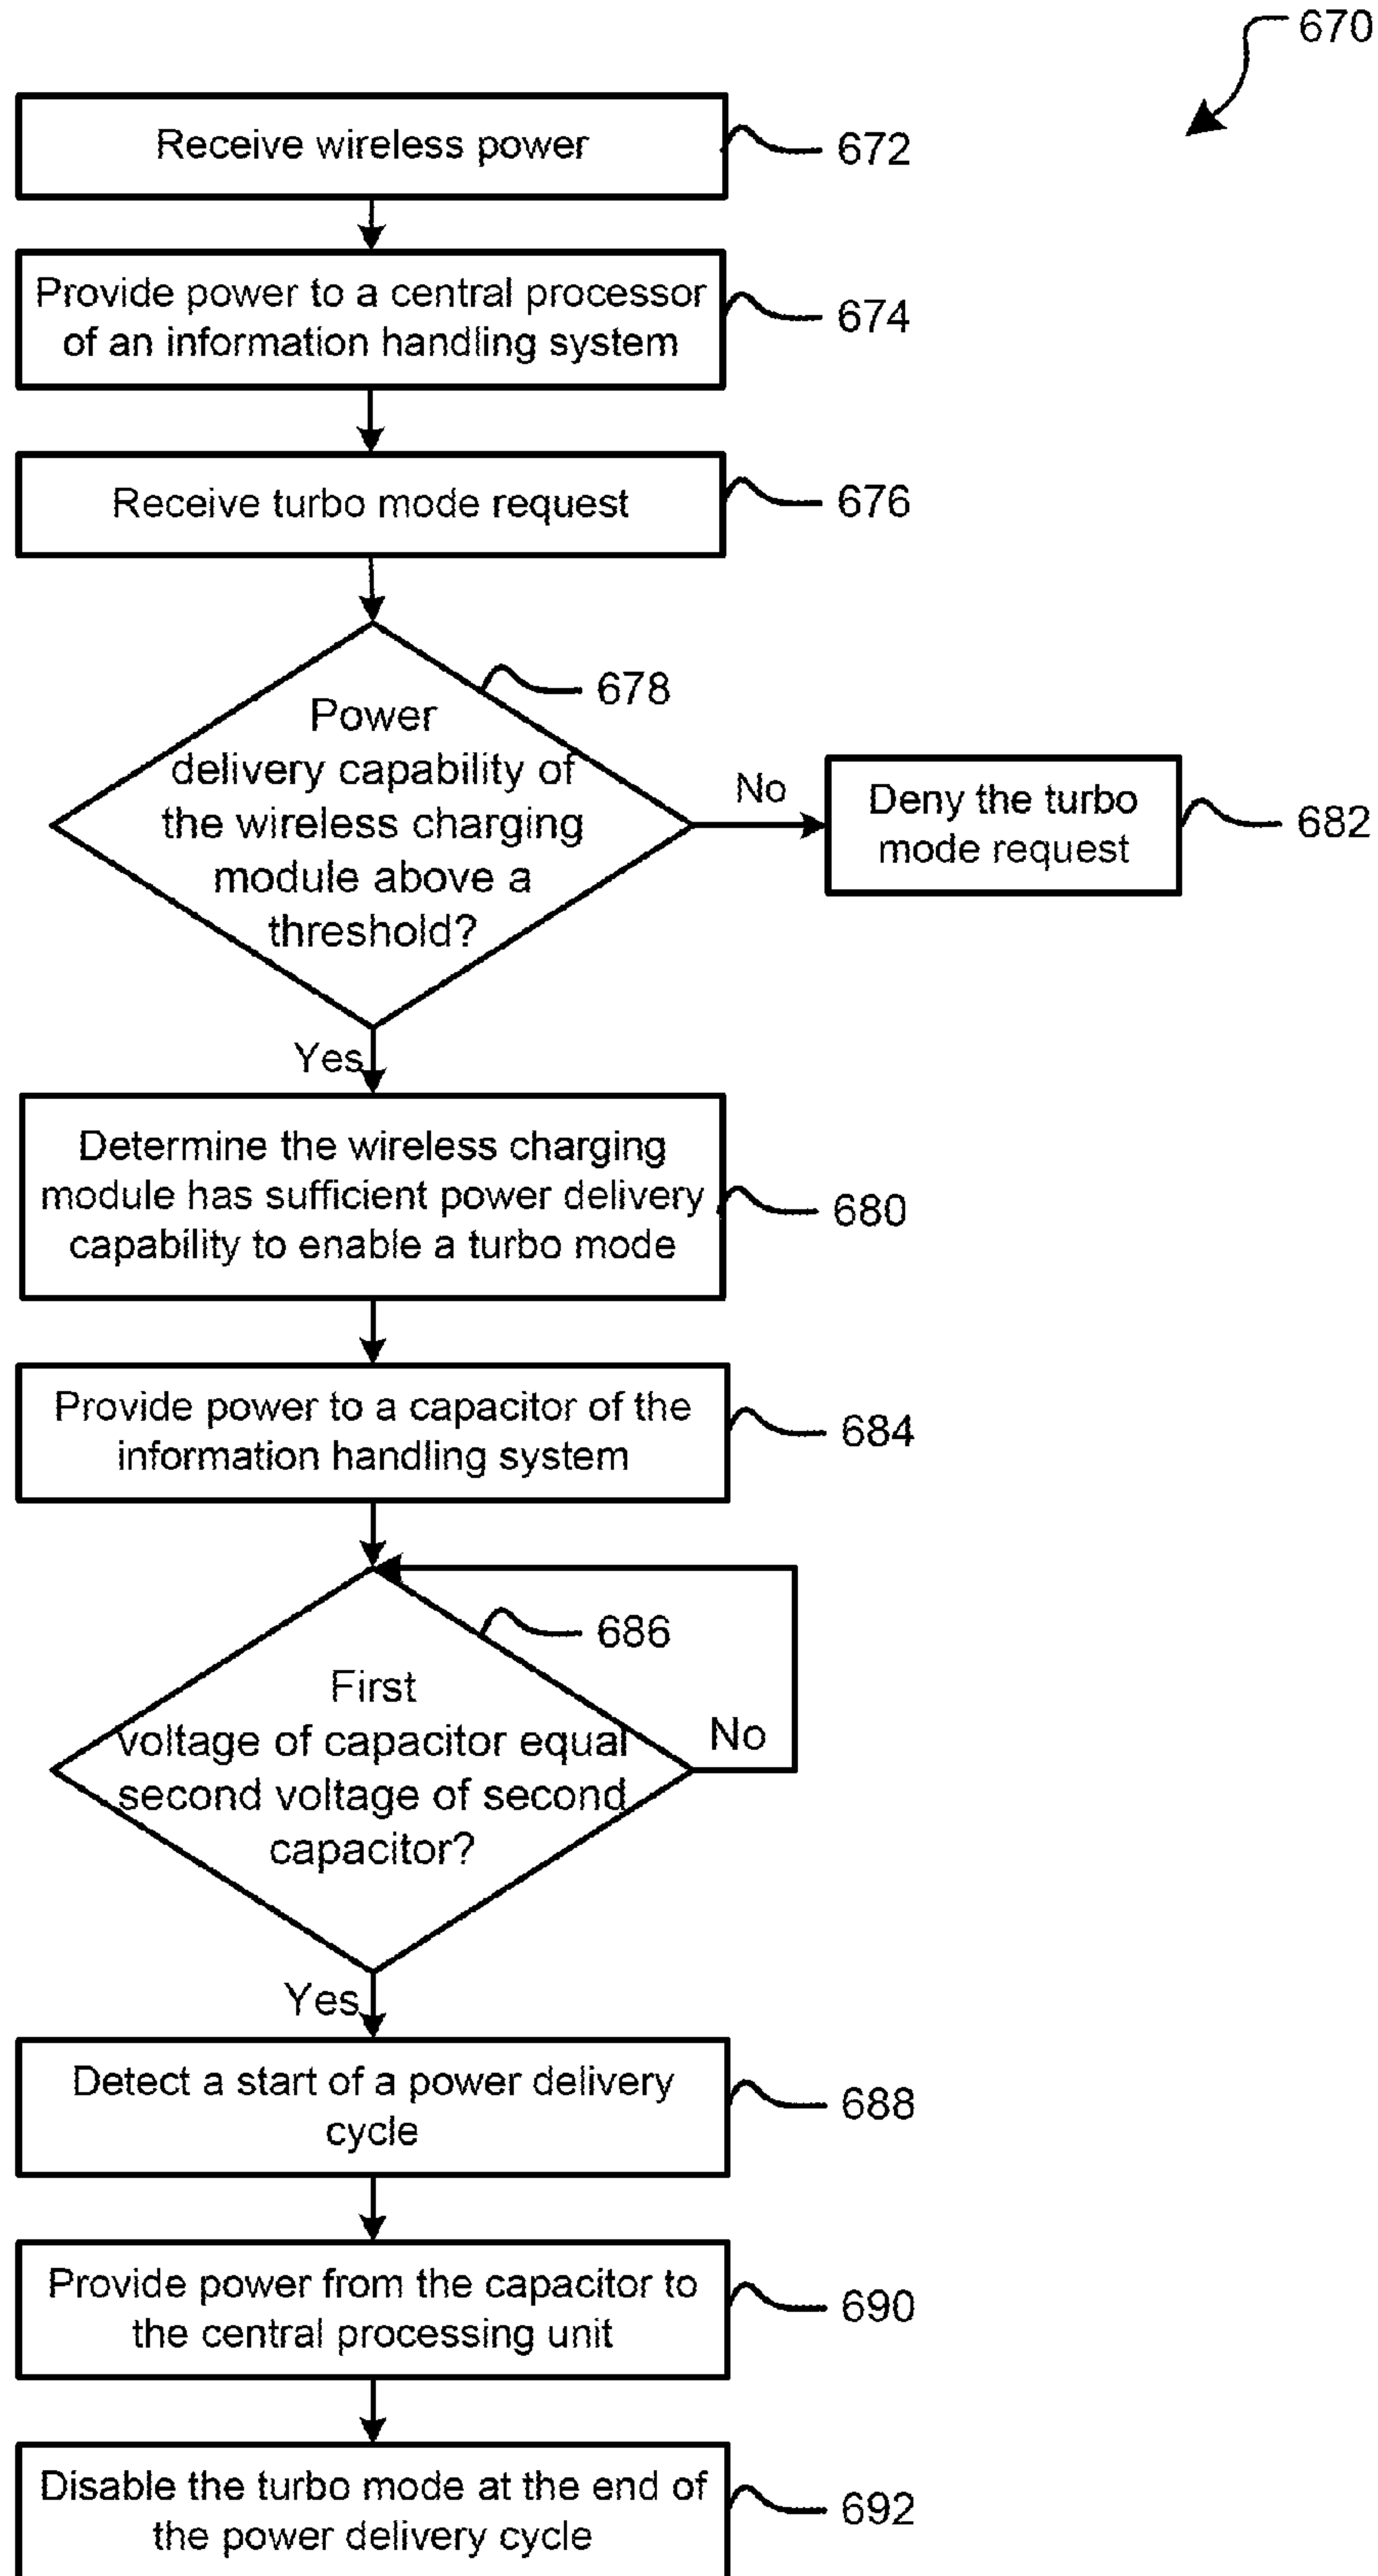 670
Receive wireless power
672
Provide power to a central processor
of an information handling system
674
Receive turbo mode request
676
678
Power
delivery capability of
the wireless charging
module above a
threshold?
No
Deny the turbo
mode request
682
Yes
Determine the wireless charging
module has sufficient power delivery
capability to enable a turbo mode
680
Provide power to a capacitor of the
information handling system
684
686
First
voltage of capacitor equal
second voltage of second
capacitor?
No
Yes
Detect a start of a power delivery
cycle
688
Provide power from the capacitor to
the central processing unit
690
Disable the turbo mode at the end of
the power delivery cycle
692